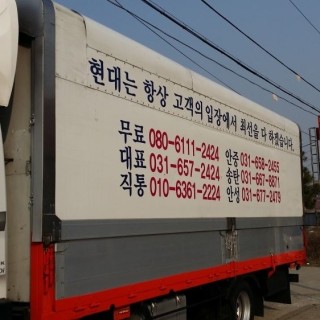 현대는 항상 고객의입장에서 최선을 다 하겠습니다.
무료 080-6111-2424 안중 031-658-2455
대표 031-657-2424 송탄 031-667-8871
직통 010-6361-2224 안성 031-677-2479